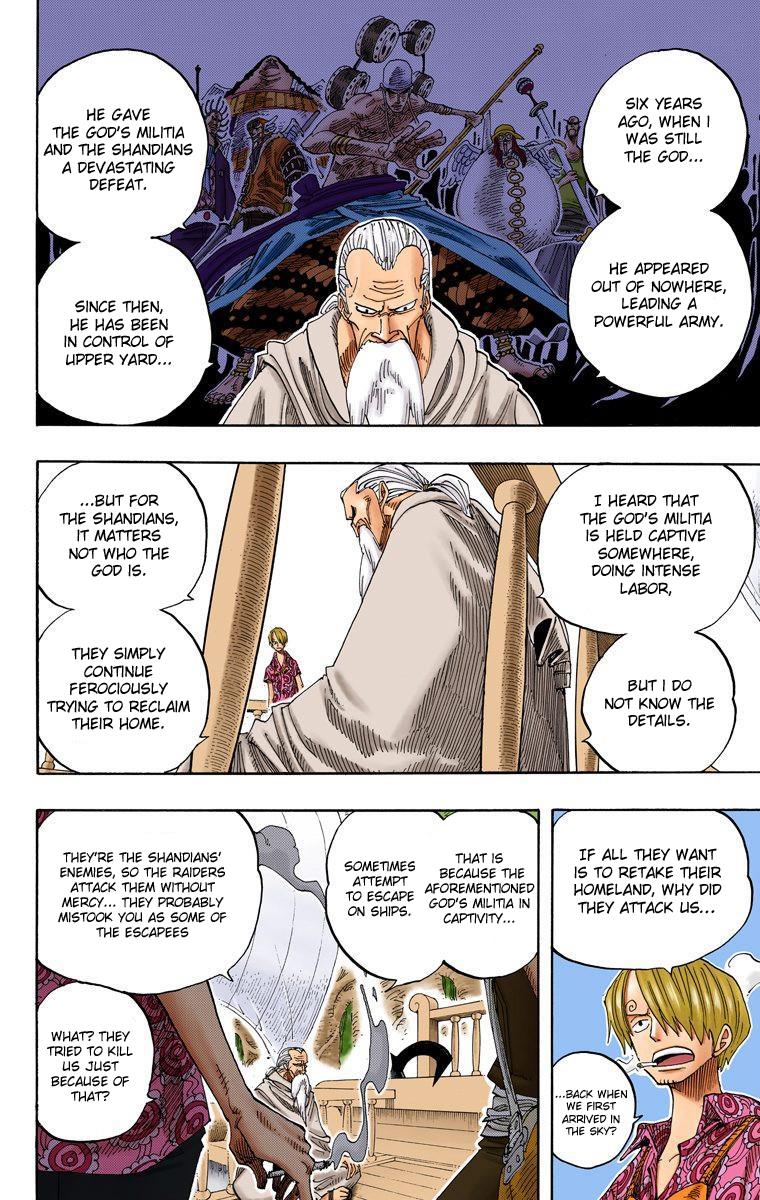 SIX YEARS
AGO, WHEN I
WAS STILL
THE GOD...
HE APPEARED
OUT OF NOWHERE,
LEADING A
POWERFUL ARMY.
HE GAVE
THE GOD'S MILITIA
AND THE SHANDIANS
A DEVASTATING
DEFEAT.
SINCE THEN,
HE HAS BEEN
IN CONTROL OF
UPPER YARD...
I HEARD THAT
THE GOD'S MILITIA
IS HELD CAPTIVE
SOMEWHERE,
DOING INTENSE
LABOR,
BUT I DO
NOT KNOW THE
DETAILS.
...BUT FOR
THE SHANDIANS,
IT MATTERS
NOT WHO THE
GOD IS.
THEY SIMPLY
CONTINUE
FEROCIOUSLY
TRYING TO RECLAIM
THEIR HOME.
IF ALL THEY WANT
IS TO RETAKE THEIR
HOMELAND, WHY DID
THEY ATTACK US...
...BACK WHEN
WE FIRST
ARRIVED IN
THE SKY?
THAT IS
BECAUSE THE
AFOREMENTIONED
GOD'S MILITIA IN
CAPTIVITY...
SOMETIMES
ATTEMPT
TO ESCAPE
ON SHIPS.
THEY'RE THE SHANDIANS'
ENEMIES, SO THE RAIDERS
ATTACK THEM WITHOUT
MERCY... THEY PROBABLY
MISTOOK YOU AS SOME OF
THE ESCAPEES
WHAT? THEY
TRIED TO KILL
US JUST
BECAUSE OF
THAT?